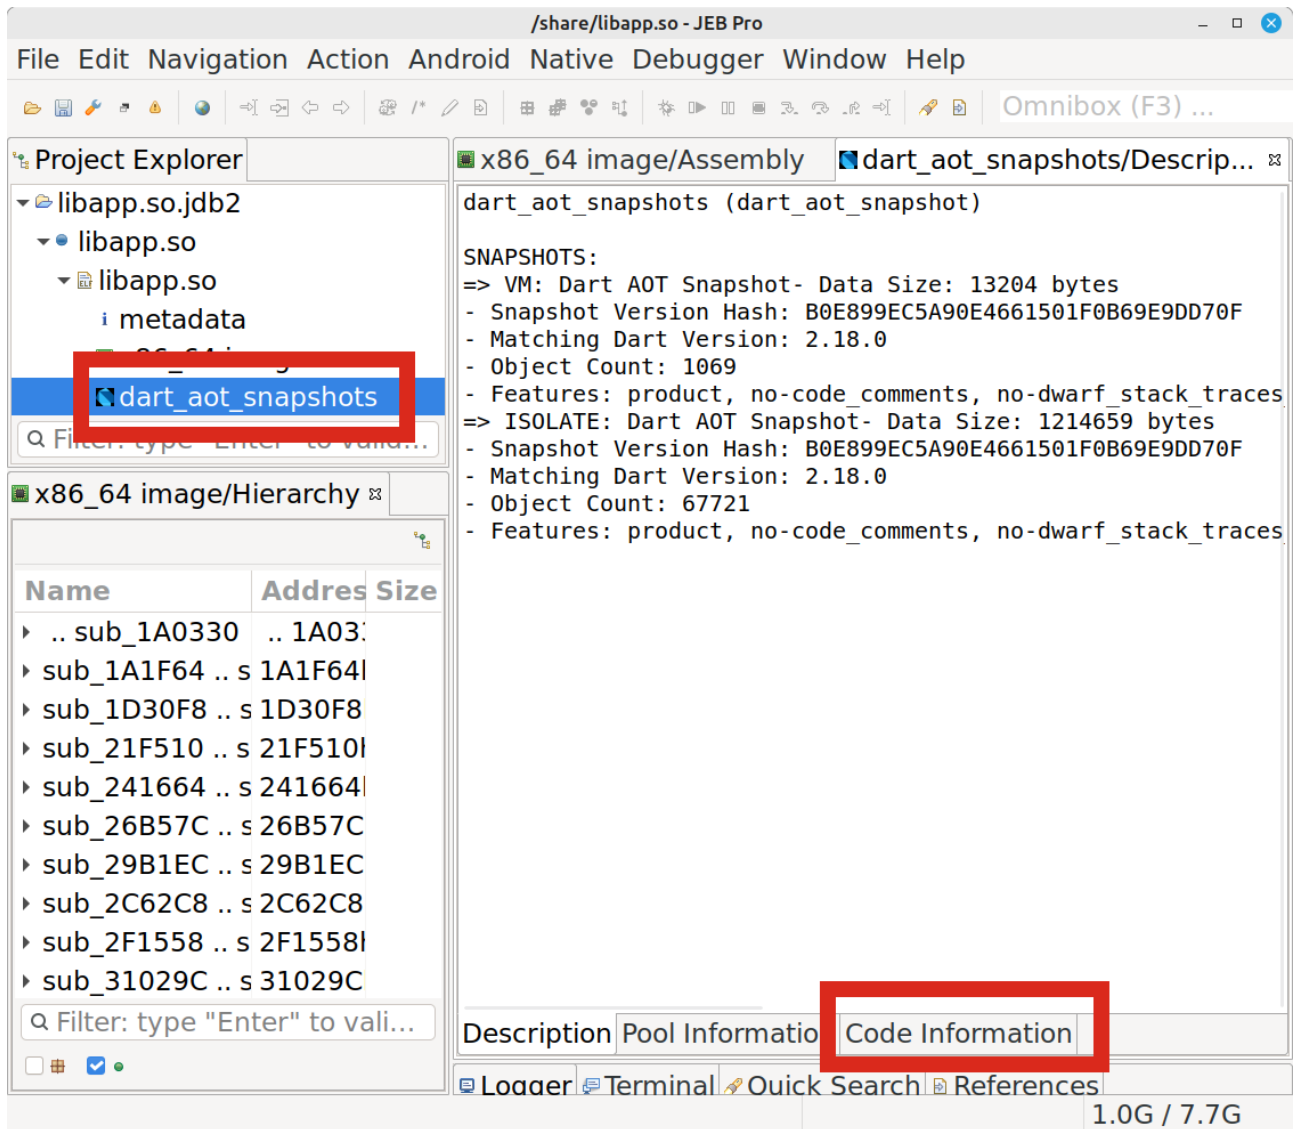 /share/libapp.so - JEB Pro
File Edit Navigation Action Android Native Debugger Window Help
Omnibox (F3) ...
Project Explorer
libapp.so.jdb2
libapp.so
libapp.so
metadata
dart_aot_snapshots
x86_64 image/Hierarchy
Name Addres Size
.. sub_1A0330 .. 1A03
sub_1A1F64 .. s 1A1F64
sub_1D30F8 .. s 1D30F8
sub_21F510 .. s 21F510
sub_241664 .. s 241664
sub_26B57C .. s 26B57C
sub_29B1EC .. s 29B1EC
sub_2C62C8 .. s 2C62C8
sub_2F1558 .. s 2F1558
sub_31029C .. s 31029C
Filter: type "Enter" to vali...
x86_64 image/Assembly dart_aot_snapshots/Descrip...
dart_aot_snapshots (dart_aot_snapshot)
SNAPSHOTS:
=> VM: Dart AOT Snapshot- Data Size: 13204 bytes
- Snapshot Version Hash: B0E899EC5A90E4661501F0B69E9DD70F
- Matching Dart Version: 2.18.0
- Object Count: 1069
- Features: product, no-code_comments, no-dwarf_stack_traces
=> ISOLATE: Dart AOT Snapshot- Data Size: 1214659 bytes
- Snapshot Version Hash: B0E899EC5A90E4661501F0B69E9DD70F
- Matching Dart Version: 2.18.0
- Object Count: 67721
- Features: product, no-code_comments, no-dwarf_stack_traces
Description Pool Informatio Code Information
Logger Terminal Quick Search References
1.0G / 7.7G